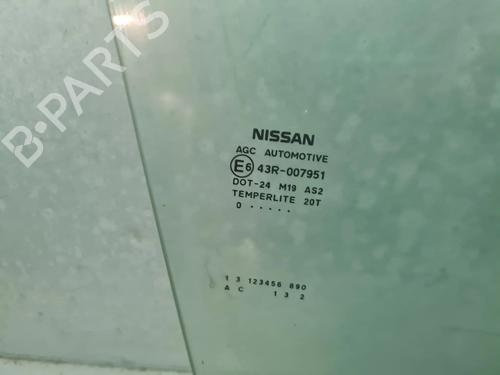 B-PARTS
NISSAN
AGC AUTOMOTIVE
E6 43R-007951
DOT-24 M19 AS2
TEMPERLITE 20T
0 · · · · ·
1 3 123456 890
A C 1 3 2